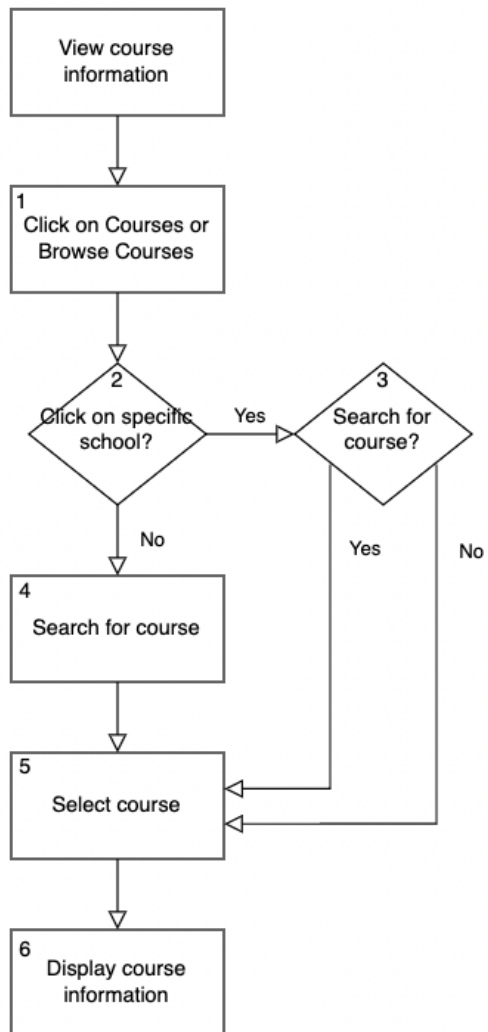 View course
information
1
Click on Courses or
Browse Courses
2
Click on specific
school?
Yes
3
Search for
course?
No
Yes
No
4
Search for course
5
Select course
6
Display course
information